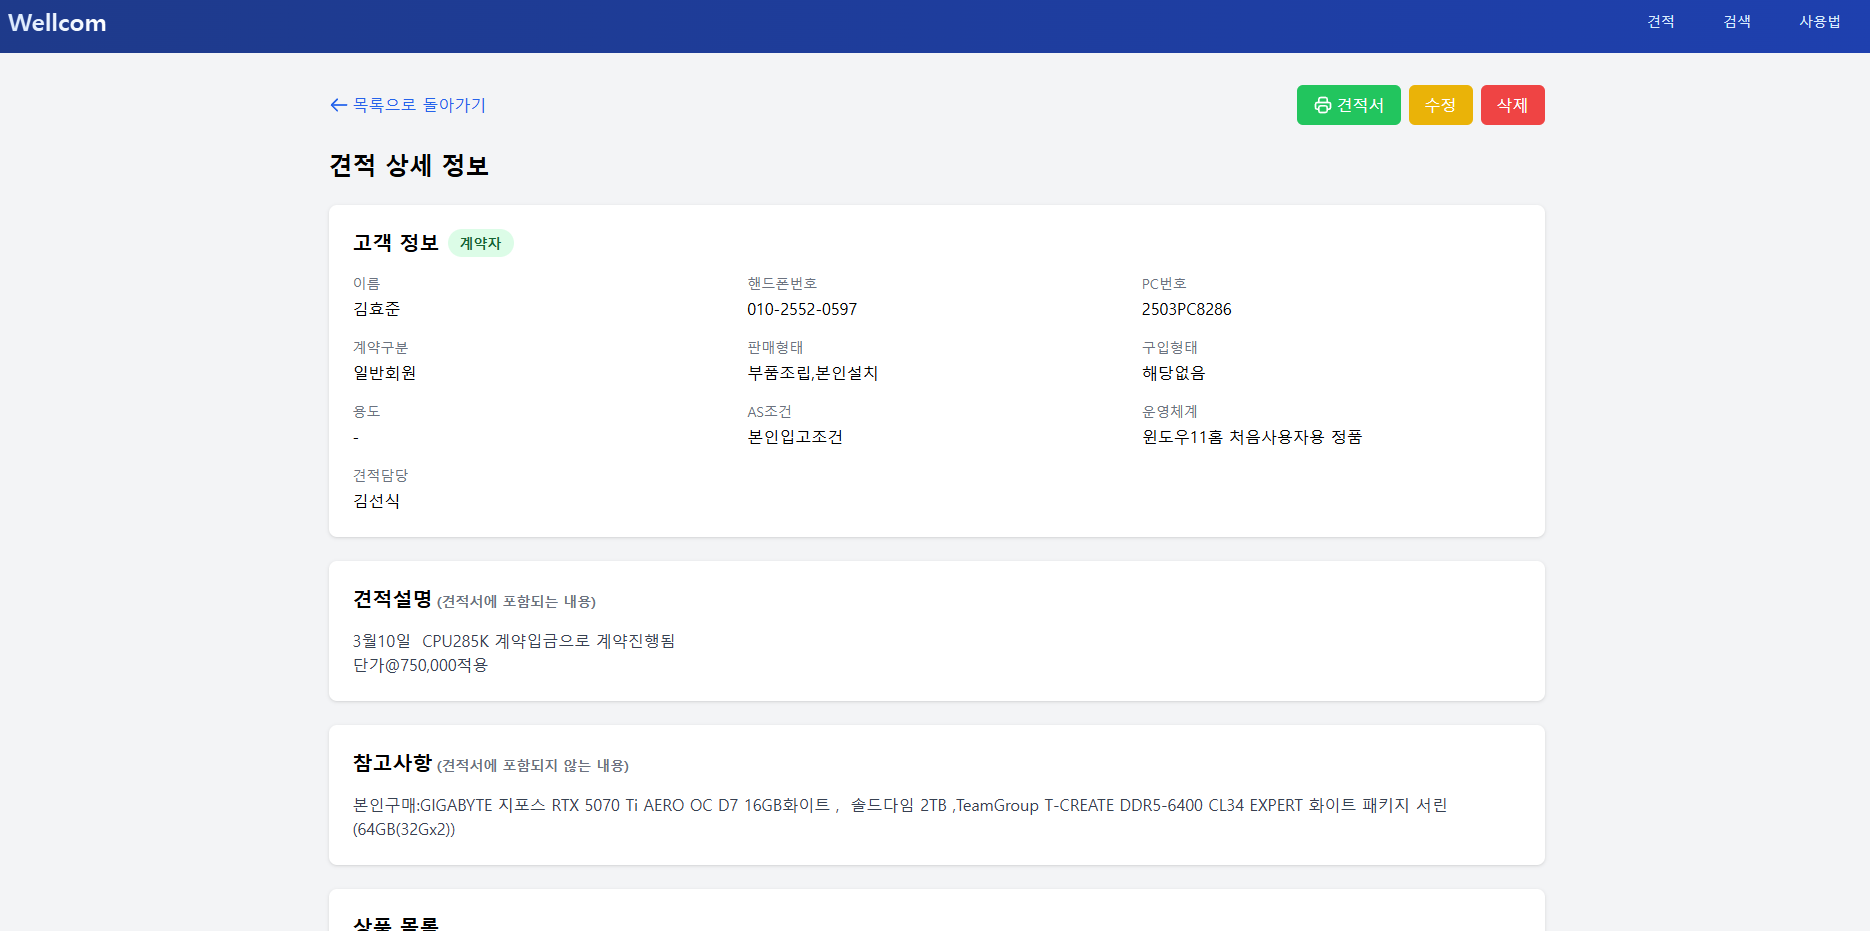 Wellcom
견적 검색 사용법
← 목록으로 돌아가기
견적서 수정 삭제
견적 상세 정보
고객 정보 계약자
이름 핸드폰번호 PC번호
김효준 010-2552-0597 2503PC8286
계약구분 판매형태 구입형태
일반회원 부품조립,본인설치 해당없음
용도 AS조건 운영체계
- 본인입고조건 윈도우11홈 처음사용자용 정품
견적담당
김선식
견적설명 (견적서에 포함되는 내용)
3월10일  CPU285K 계약입금으로 계약진행됨
단가@750,000적용
참고사항 (견적서에 포함되지 않는 내용)
본인구매:GIGABYTE 지포스 RTX 5070 Ti AERO OC D7 16GB화이트 ,  솔드다임 2TB ,TeamGroup T-CREATE DDR5-6400 CL34 EXPERT 화이트 패키지 서린
(64GB(32Gx2))
상품 목록